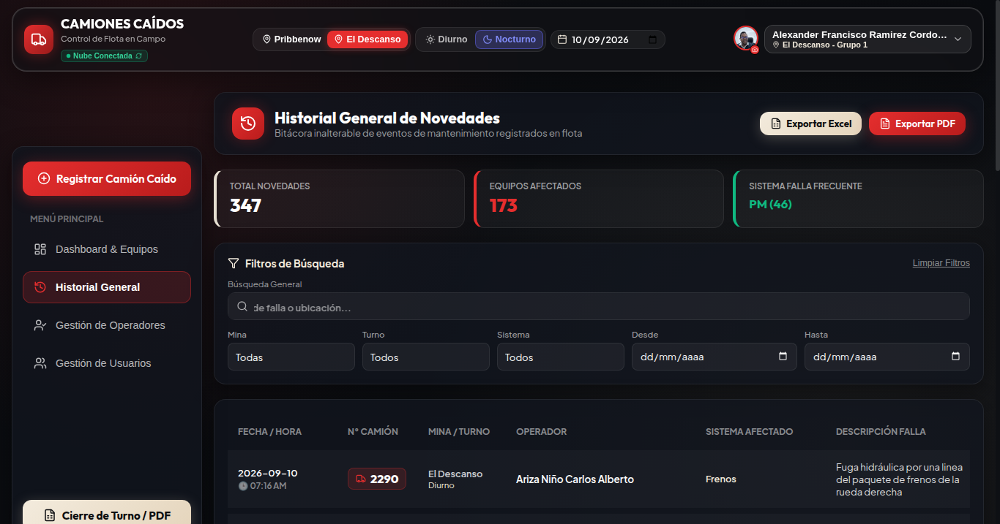 CAMIONES CAÍDOS
Control de Flota en Campo
Nube Conectada
Pribbenow
El Descanso
Diurno
Nocturno
10/09/2026
Alexander Francisco Ramirez Cordo...
El Descanso - Grupo 1
Registrar Camión Caído
MENÚ PRINCIPAL
Dashboard & Equipos
Historial General
Gestión de Operadores
Gestión de Usuarios
Cierre de Turno / PDF
Historial General de Novedades
Bitácora inalterable de eventos de mantenimiento registrados en flota
Exportar Excel
Exportar PDF
TOTAL NOVEDADES
347
EQUIPOS AFECTADOS
173
SISTEMA FALLA FRECUENTE
PM (46)
Filtros de Búsqueda
Limpiar Filtros
Búsqueda General
de falla o ubicación...
Mina
Turno
Sistema
Desde
Hasta
Todas
Todos
Todos
dd/mm/aaaa
dd/mm/aaaa
FECHA / HORA
N° CAMIÓN
MINA / TURNO
OPERADOR
SISTEMA AFECTADO
DESCRIPCIÓN FALLA
2026-09-10
07:16 AM
2290
El Descanso
Diurno
Ariza Niño Carlos Alberto
Frenos
Fuga hidráulica por una linea
del paquete de frenos de la
rueda derecha